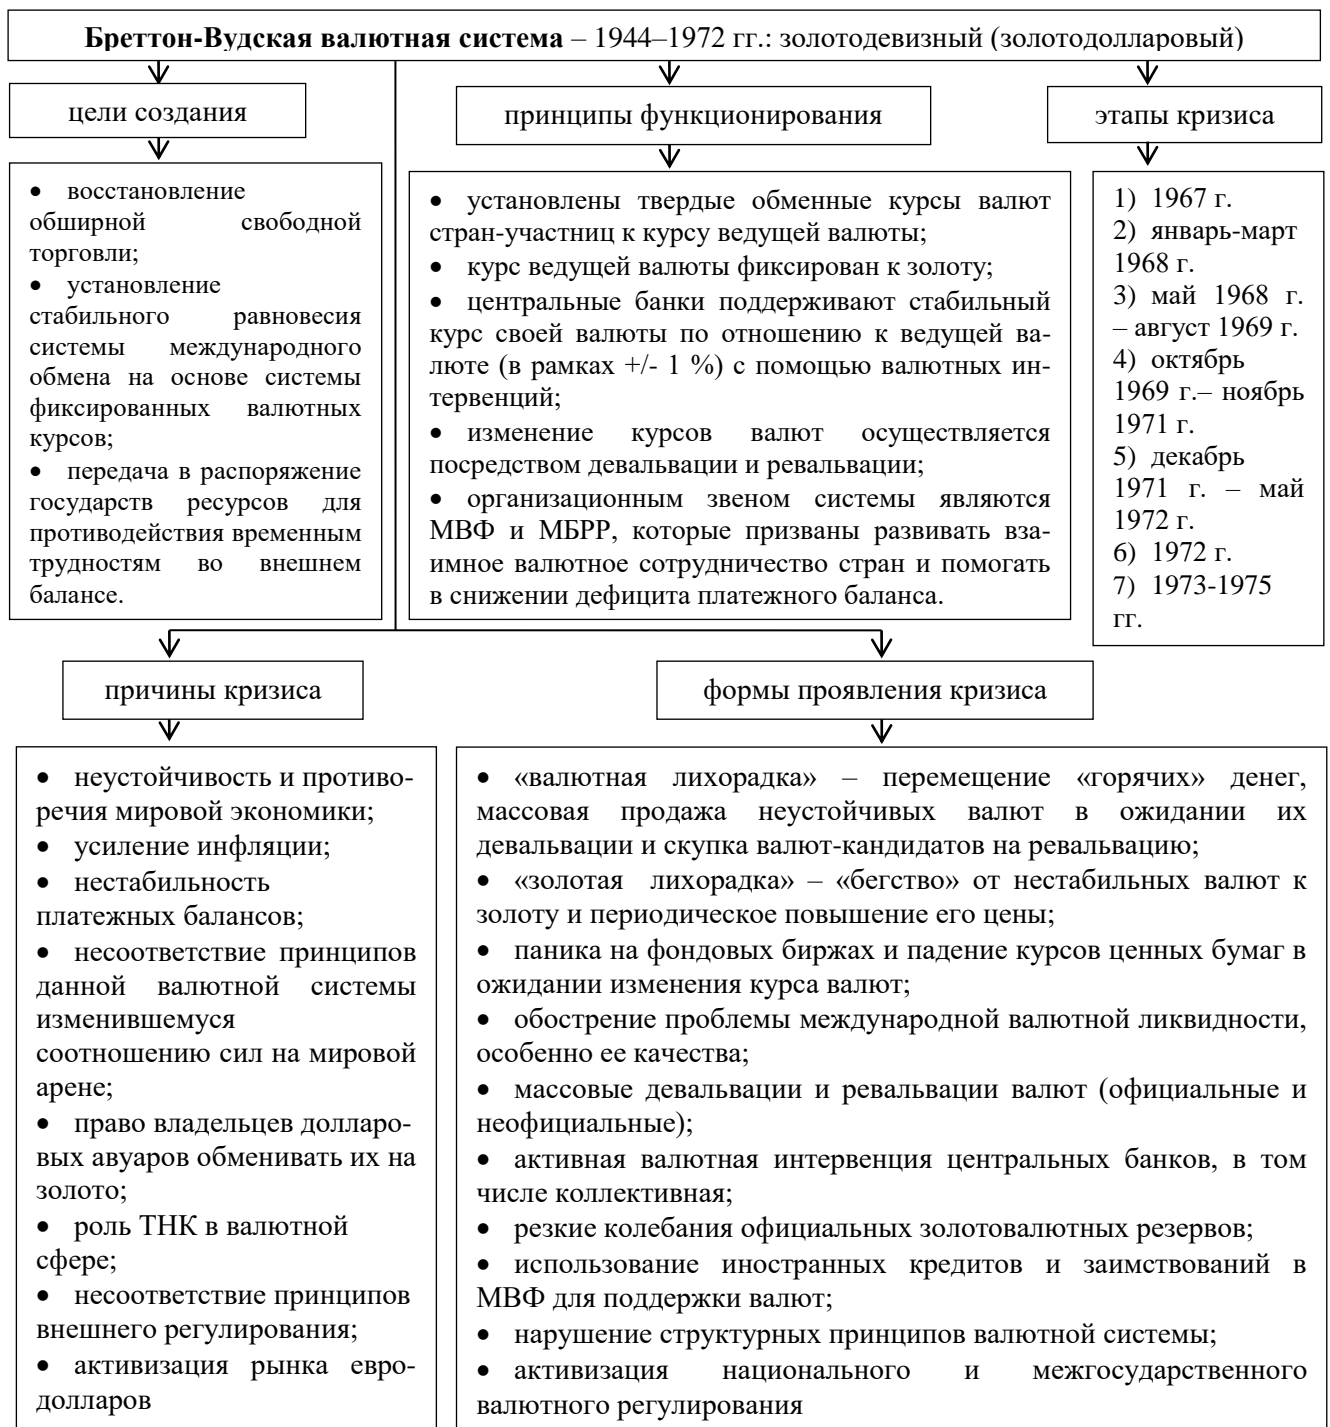 Бреттон-Вудская валютная система – 1944–1972 гг.: золотодевизный (золотодолларовый)
цели создания
принципы функционирования
этапы кризиса
• восстановление
обширной свободной
торговли;
• установление
стабильного равновесия
системы международного
обмена на основе системы
фиксированных валютных
курсов;
• передача в распоряжение
государств ресурсов для
противодействия временным
трудностям во внешнем
балансе.
• установлены твердые обменные курсы валют
стран-участниц к курсу ведущей валюты;
• курс ведущей валюты фиксирован к золоту;
• центральные банки поддерживают стабильный
курс своей валюты по отношению к ведущей ва-
люте (в рамках +/- 1 %) с помощью валютных ин-
тервенций;
• изменение курсов валют осуществляется
посредством девальвации и ревальвации;
• организационным звеном системы являются
МВФ и МБРР, которые призваны развивать вза-
имное валютное сотрудничество стран и помогать
в снижении дефицита платежного баланса.
1) 1967 г.
2) январь-март
1968 г.
3) май 1968 г.
– август 1969 г.
4) октябрь
1969 г.– ноябрь
1971 г.
5) декабрь
1971 г. – май
1972 г.
6) 1972 г.
7) 1973-1975
гг.
причины кризиса
формы проявления кризиса
• неустойчивость и противо-
речия мировой экономики;
• усиление инфляции;
• нестабильность
платежных балансов;
• несоответствие принципов
данной валютной системы
изменившемуся
соотношению сил на мировой
арене;
• право владельцев долларо-
вых авуаров обменивать их на
золото;
• роль ТНК в валютной
сфере;
• несоответствие принципов
внешнего регулирования;
• активизация рынка евро-
долларов
• «валютная лихорадка» – перемещение «горячих» денег,
массовая продажа неустойчивых валют в ожидании их
девальвации и скупка валют-кандидатов на ревальвацию;
• «золотая лихорадка» – «бегство» от нестабильных валют к
золоту и периодическое повышение его цены;
• паника на фондовых биржах и падение курсов ценных бумаг в
ожидании изменения курса валют;
• обострение проблемы международной валютной ликвидности,
особенно ее качества;
• массовые девальвации и ревальвации валют (официальные и
неофициальные);
• активная валютная интервенция центральных банков, в том
числе коллективная;
• резкие колебания официальных золотовалютных резервов;
• использование иностранных кредитов и заимствований в
МВФ для поддержки валют;
• нарушение структурных принципов валютной системы;
• активизация национального и межгосударственного
валютного регулирования